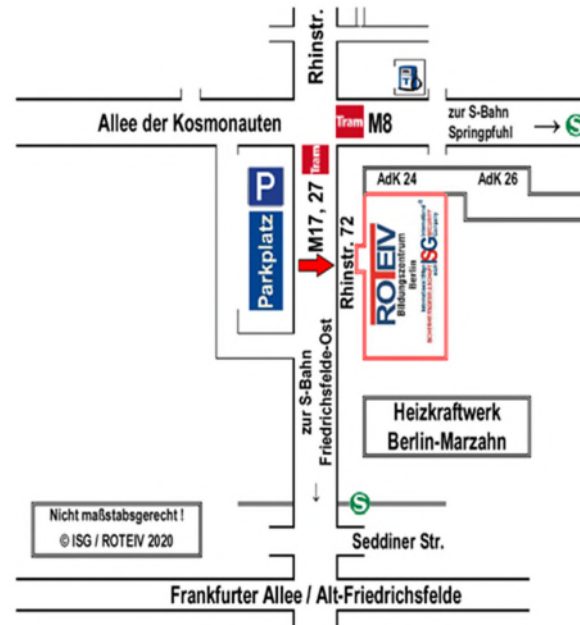 Rhinstr.
Allee der Kosmonauten
Tram M8
zur S-Bahn
Springpfuhl
S
P
Parkplatz
Tram
M17, 27
Rhinstr. 72
AdK 24
AdK 26
ROTEIV
Bildungszentrum
Berlin
ISG
zur S-Bahn
Friedrichsfelde-Ost
Heizkraftwerk
Berlin-Marzahn
S
Nicht maßstabsgerecht !
© ISG / ROTEIV 2020
Seddiner Str.
Frankfurter Allee / Alt-Friedrichsfelde